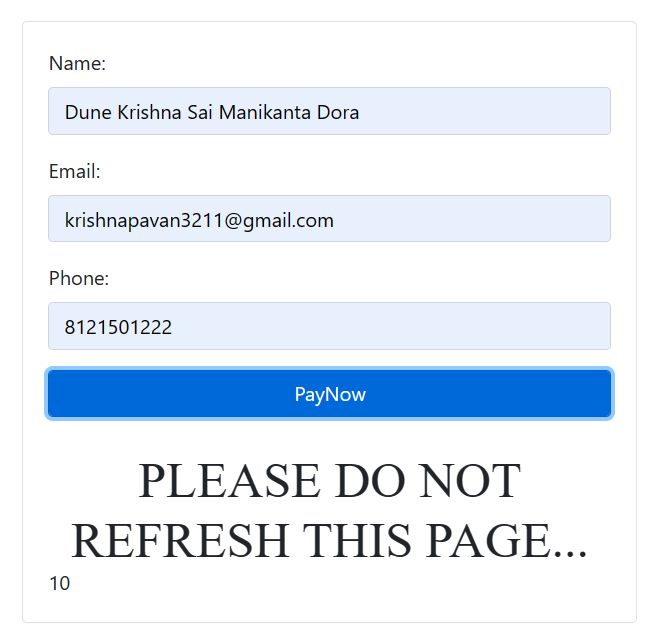 Name:
Dune Krishna Sai Manikanta Dora
Email:
krishnapavan3211@gmail.com
Phone:
8121501222
PayNow
PLEASE DO NOT
REFRESH THIS PAGE...
10